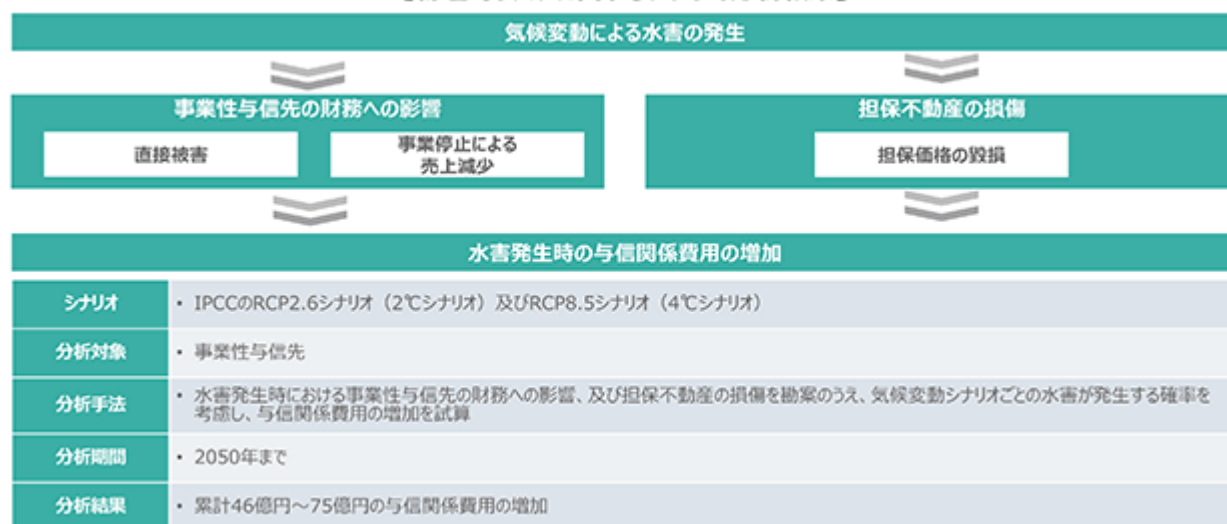 気候変動による水害の発生
事業性与信先の財務への影響
直接被害
事業停止による
売上減少
担保不動産の損傷
担保価格の毀損
水害発生時の与信関係費用の増加
シナリオ
・ IPCCのRCP2.6シナリオ（2℃シナリオ）及びRCP8.5シナリオ（4℃シナリオ）
分析対象
・ 事業性与信先
分析手法
・ 水害発生時における事業性与信先の財務への影響、及び担保不動産の損傷を勘案のうえ、気候変動シナリオごとの水害が発生する確率を
考慮し、与信関係費用の増加を試算
分析期間
・ 2050年まで
分析結果
・ 累計46億円～75億円の与信関係費用の増加